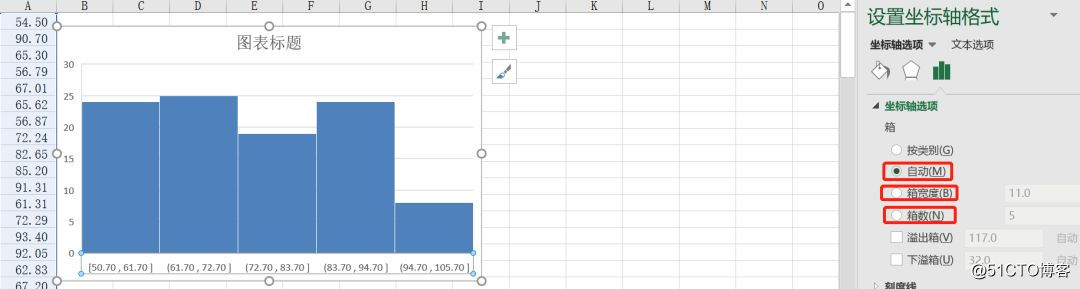 A B C D E F G H I J K L M N O
54.50
90.70
65.30
56.79
67.01
65.62
56.87
72.24
82.65
85.20
91.31
61.31
72.29
93.40
92.05
62.83
67.20
图表标题
30
25
20
15
10
5
0
[50.70 , 61.70 ] (61.70 , 72.70 ] (72.70 , 83.70 ] (83.70 , 94.70 ] (94.70 , 105.70 ]
设置坐标轴格式
坐标轴选项 文本选项
坐标轴选项
箱
按类别(G)
自动(M)
箱宽度(B) 11.0
箱数(N) 5
溢出箱(V) 117.0 自动
下溢箱(U) 32.0 自动
刻度线
@51CTO博客